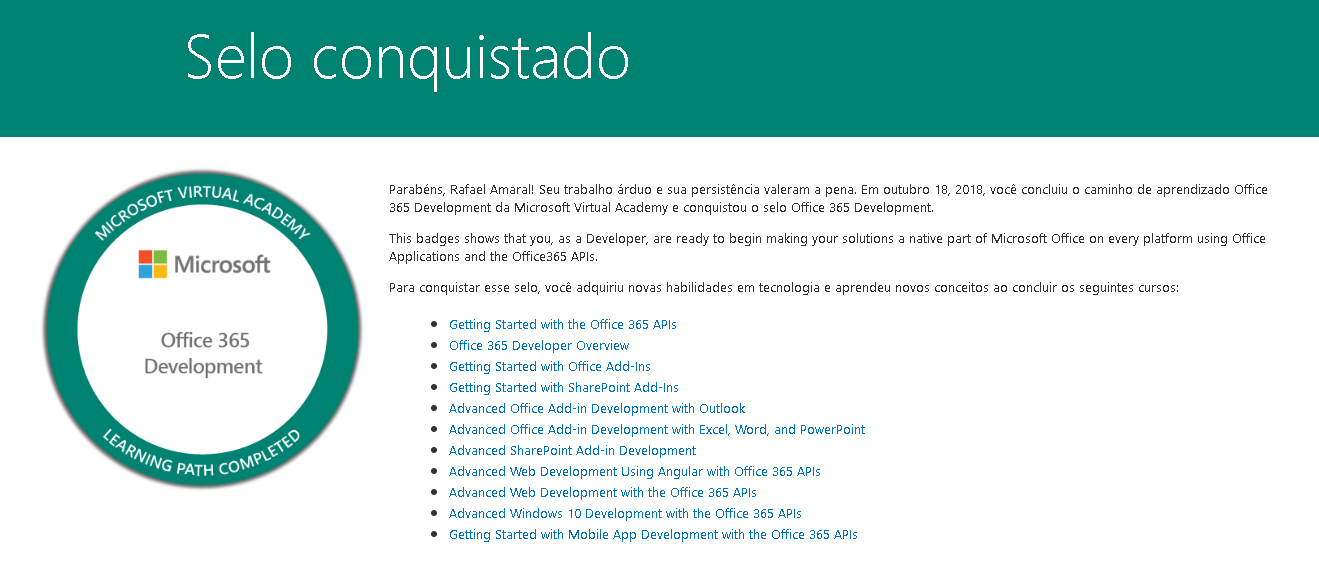 Selo conquistado
MICROSOFT VIRTUAL ACADEMY
Microsoft
Office 365
Development
LEARNING PATH COMPLETED
Parabéns, Rafael Amaral! Seu trabalho árduo e sua persistência valeram a pena. Em outubro 18, 2018, você concluiu o caminho de aprendizado Office
365 Development da Microsoft Virtual Academy e conquistou o selo Office 365 Development.
This badges shows that you, as a Developer, are ready to begin making your solutions a native part of Microsoft Office on every platform using Office
Applications and the Office365 APIs.
Para conquistar esse selo, você adquiriu novas habilidades em tecnologia e aprendeu novos conceitos ao concluir os seguintes cursos:
Getting Started with the Office 365 APIs
Office 365 Developer Overview
Getting Started with Office Add-Ins
Getting Started with SharePoint Add-Ins
Advanced Office Add-in Development with Outlook
Advanced Office Add-in Development with Excel, Word, and PowerPoint
Advanced SharePoint Add-in Development
Advanced Web Development Using Angular with Office 365 APIs
Advanced Web Development with the Office 365 APIs
Advanced Windows 10 Development with the Office 365 APIs
Getting Started with Mobile App Development with the Office 365 APIs